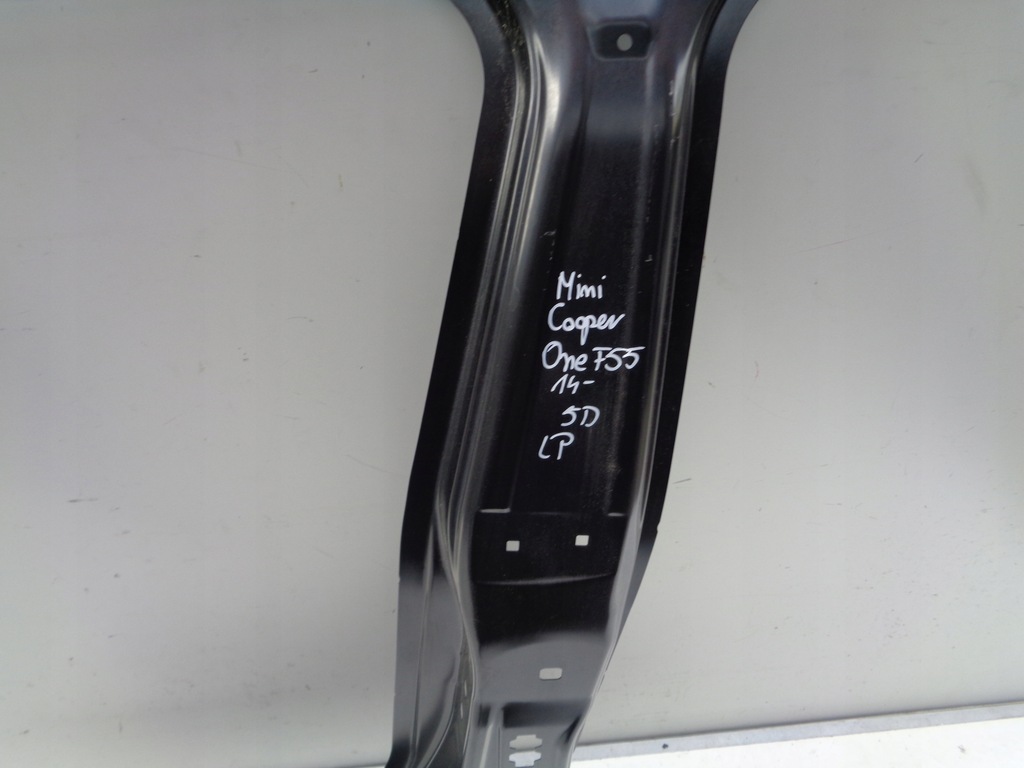 Mini
Cooper
One F55
14-
5D
LP